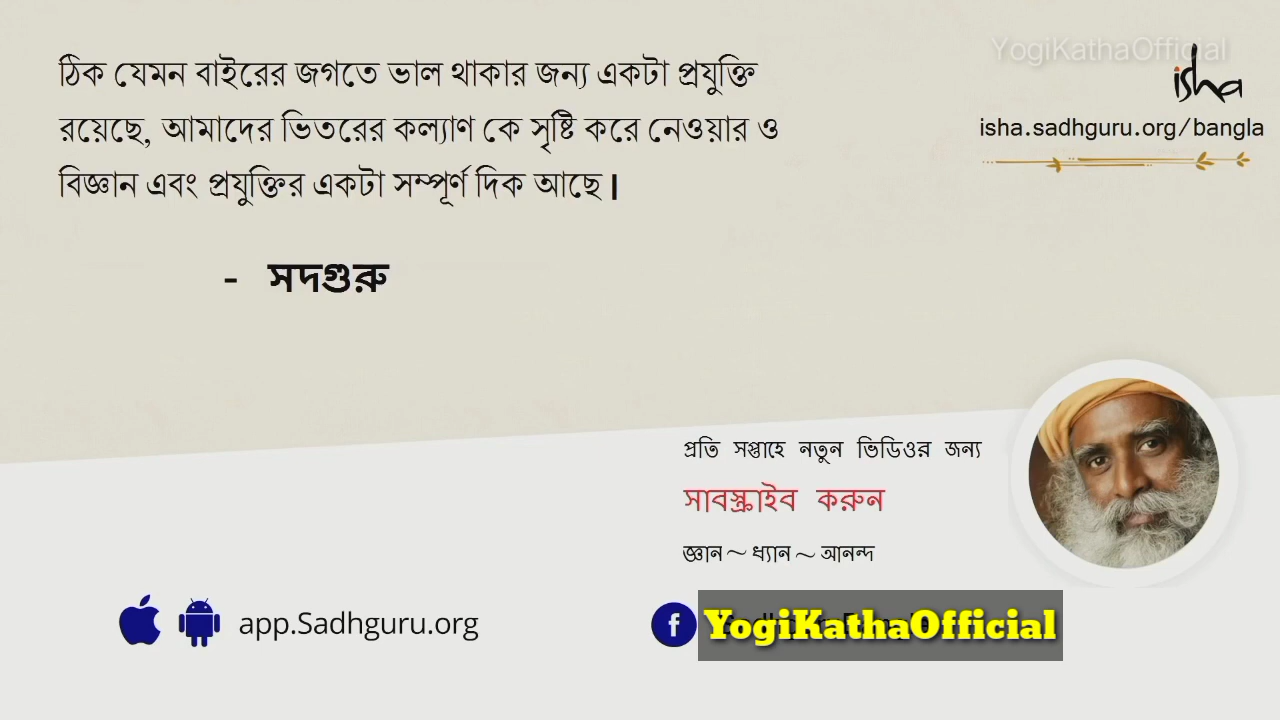 YogiKathaOfficial
ঠিক যেমন বাইরের জগতে ভাল থাকার জন্য একটা প্রযুক্তি
রয়েছে, আমাদের ভিতরের কল্যাণ কে সৃষ্টি করে নেওয়ার ও
বিজ্ঞান এবং প্রযুক্তির একটা সম্পূর্ণ দিক আছে।
- সদগুরু
isha
isha.sadhguru.org/bangla
প্রতি সপ্তাহে নতুন ভিডিওর জন্য
সাবস্ক্রাইব করুন
জ্ঞান ~ ধ্যান ~ আনন্দ
app.Sadhguru.org
f
YogiKathaOfficial